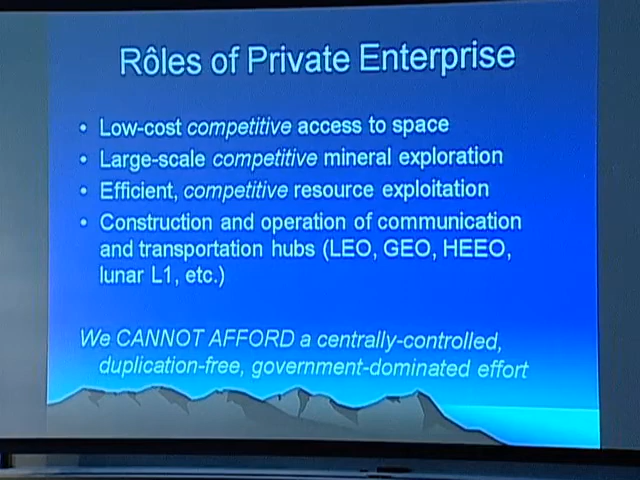 Rôles of Private Enterprise
• Low-cost competitive access to space
• Large-scale competitive mineral exploration
• Efficient, competitive resource exploitation
• Construction and operation of communication
and transportation hubs (LEO, GEO, HEEO,
lunar L1, etc.)
We CANNOT AFFORD a centrally-controlled,
duplication-free, government-dominated effort